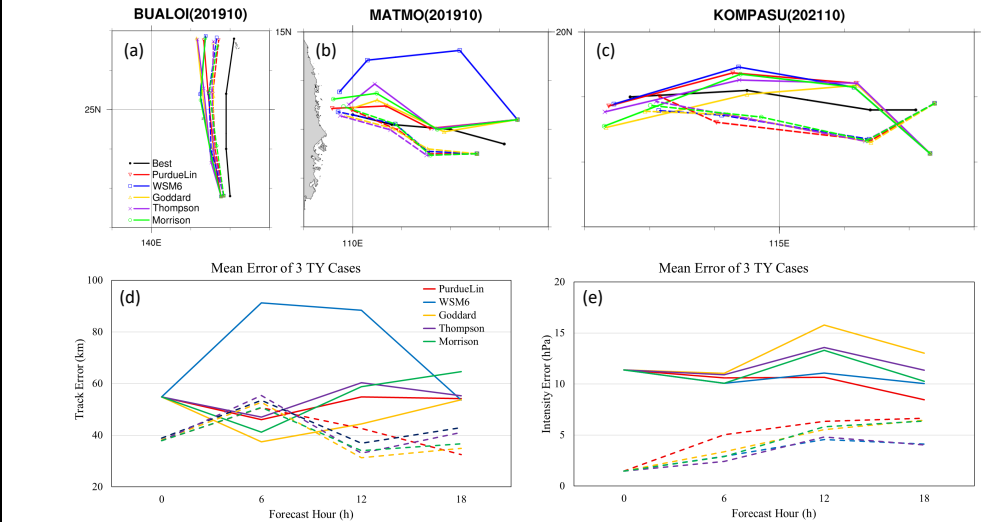 BUALOI(201910)
MATMO(201910)
KOMPASU(202110)
(a)
25N
140E
Best
PurdueLin
WSM6
Goddard
Thompson
Morrison
15N
(b)
110E
20N
(c)
115E
Mean Error of 3 TY Cases
(d)
100
80
60
40
20
Track Error (km)
0 6 12 18
Forecast Hour (h)
PurdueLin
WSM6
Goddard
Thompson
Morrison
Mean Error of 3 TY Cases
(e)
20
15
10
5
0
Intensity Error (hPa)
0 6 12 18
Forecast Hour (h)